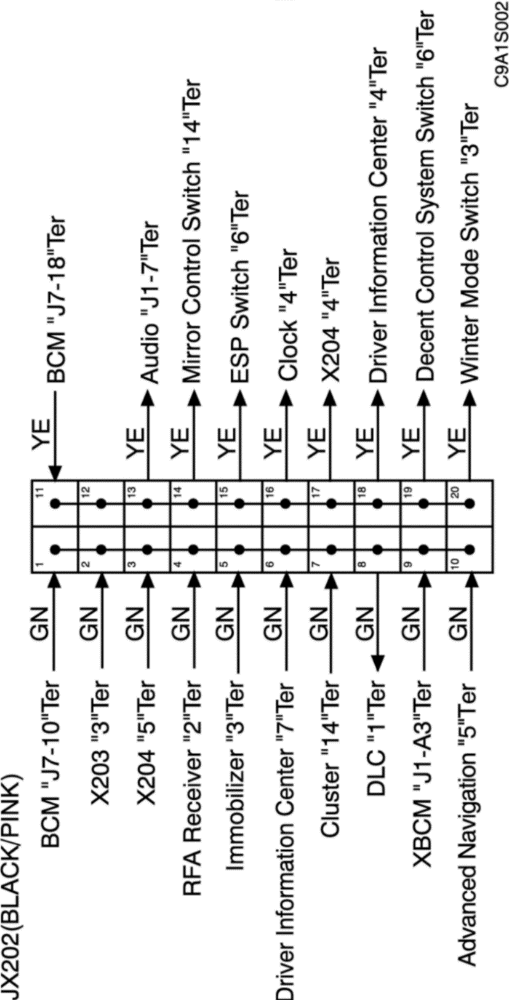 JX202(BLACK/PINK)
BCM "J7-10"Ter GN 1 11 YE BCM "J7-18"Ter
X203 "3"Ter GN 2 12
X204 "5"Ter GN 3 13 YE Audio "J1-7"Ter
RFA Receiver "2"Ter GN 4 14 YE Mirror Control Switch "14"Ter
Immobilizer "3"Ter GN 5 15 YE ESP Switch "6"Ter
Driver Information Center "7"Ter GN 6 16 YE Clock "4"Ter
Cluster "14"Ter GN 7 17 YE X204 "4"Ter
DLC "1"Ter GN 8 18 YE Driver Information Center "4"Ter
XBCM "J1-A3"Ter GN 9 19 YE Decent Control System Switch "6"Ter
Advanced Navigation "5"Ter GN 10 20 YE Winter Mode Switch "3"Ter
C9A1S002